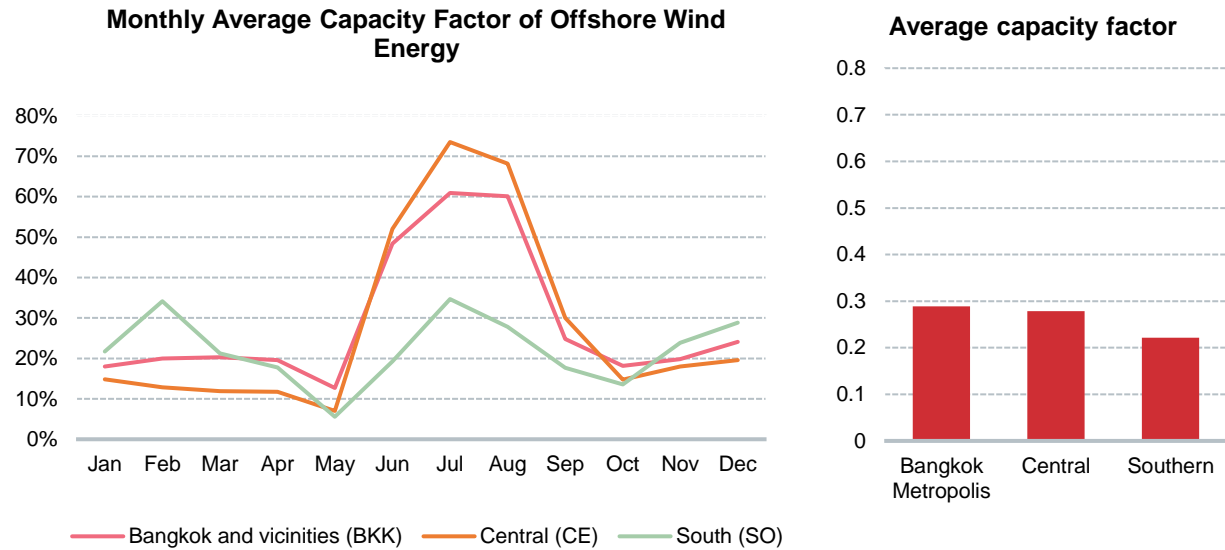 Monthly Average Capacity Factor of Offshore Wind
Energy
80%
70%
60%
50%
40%
30%
20%
10%
0%
Jan Feb Mar Apr May Jun Jul Aug Sep Oct Nov Dec
Bangkok and vicinities (BKK) Central (CE) South (SO)
Average capacity factor
0.8
0.7
0.6
0.5
0.4
0.3
0.2
0.1
0
Bangkok Central Southern
Metropolis